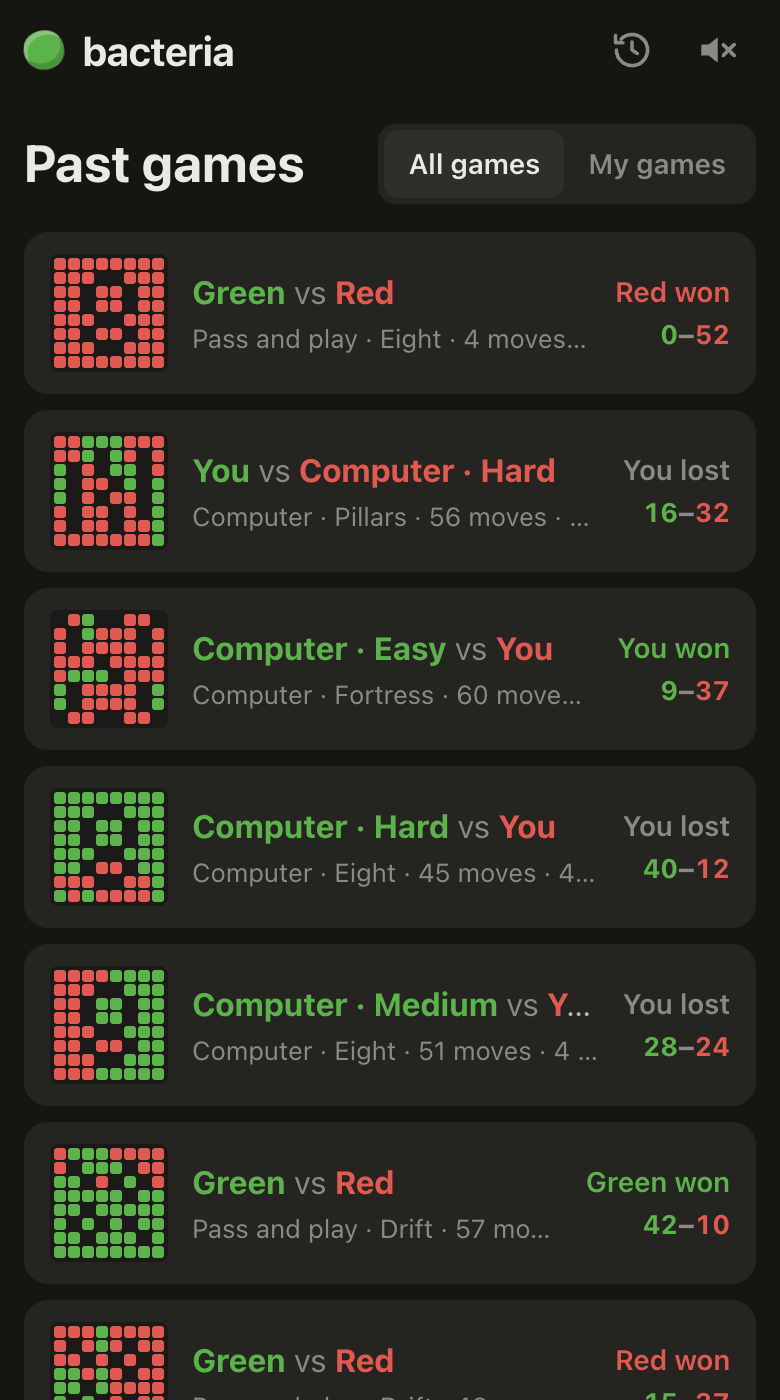 bacteria
Past games
All games
My games
Green vs Red
Red won
Pass and play · Eight · 4 moves...
0–52
You vs Computer · Hard
You lost
Computer · Pillars · 56 moves · ...
16–32
Computer · Easy vs You
You won
Computer · Fortress · 60 move...
9–37
Computer · Hard vs You
You lost
Computer · Eight · 45 moves · 4...
40–12
Computer · Medium vs Y...
You lost
Computer · Eight · 51 moves · 4 ...
28–24
Green vs Red
Green won
Pass and play · Drift · 57 mo...
42–10
Green vs Red
Red won